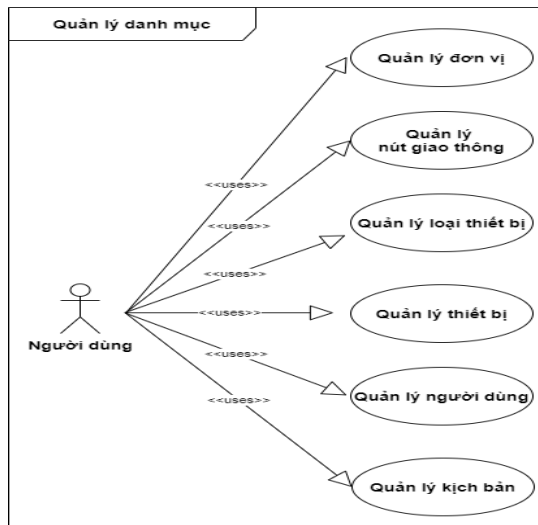 Quản lý danh mục
Quản lý đơn vị
Quản lý
nút giao thông
<<uses>>
<<uses>>
Quản lý loại thiết bị
<<uses>>
<<uses>>
Quản lý thiết bị
Người dùng
<<uses>>
Quản lý người dùng
<<uses>>
Quản lý kịch bản